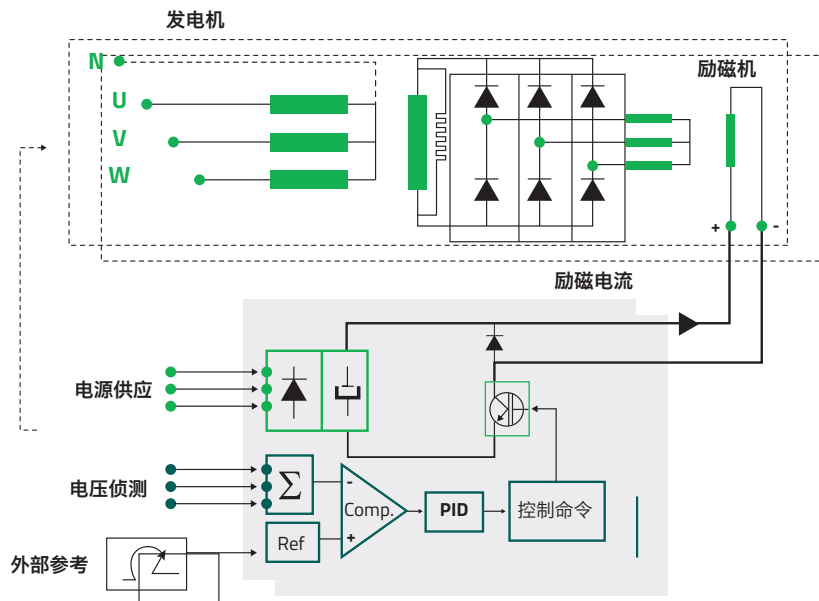 发电机
N
励磁机
U
V
W
+ -
励磁电流
电源供应
电压侦测
Σ
-
Comp.
PID
控制命令
+
Ref
外部参考